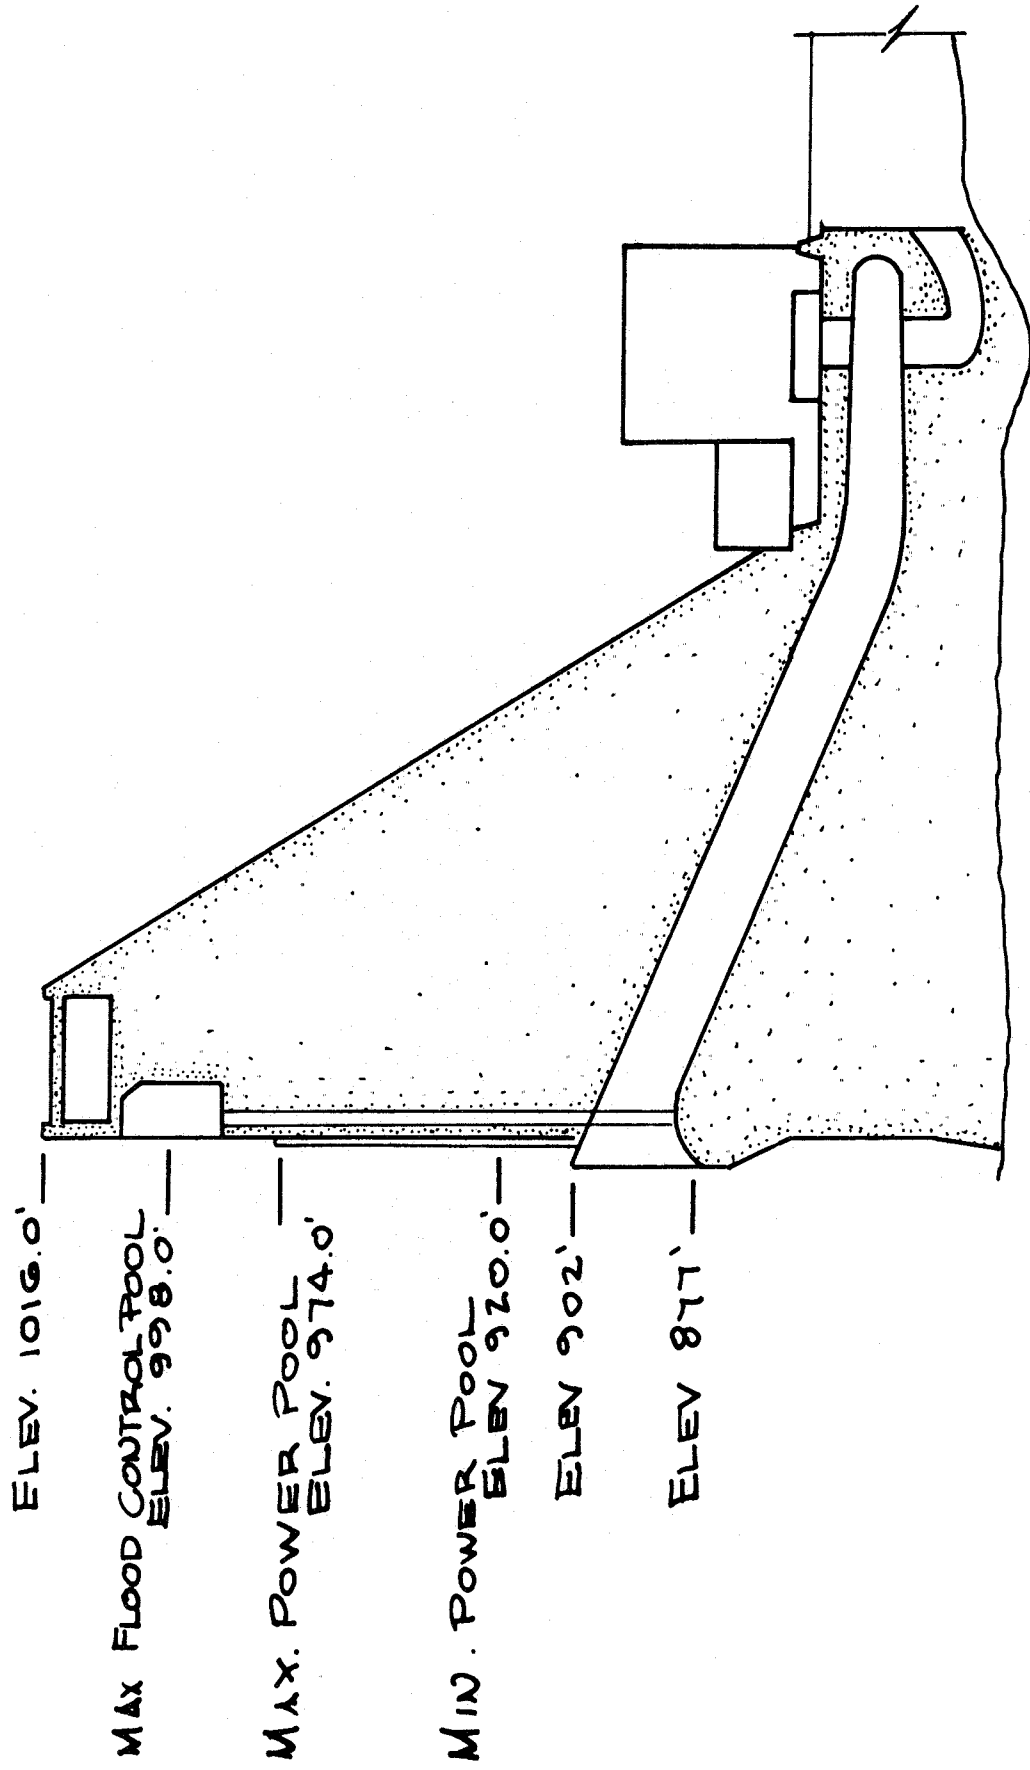 ELEV. 1016.0'
MAX FLOOD CONTROL POOL
ELEV. 998.0'
MAX. POWER POOL
ELEV. 974.0'
MIN. POWER POOL
ELEV 920.0'
ELEV 902'
ELEV 877'